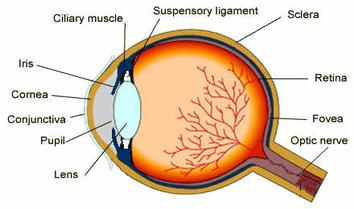 Ciliary muscle
Suspensory ligament
Sclera
Iris
Cornea
Conjunctiva
Pupil
Lens
Retina
Fovea
Optic nerve